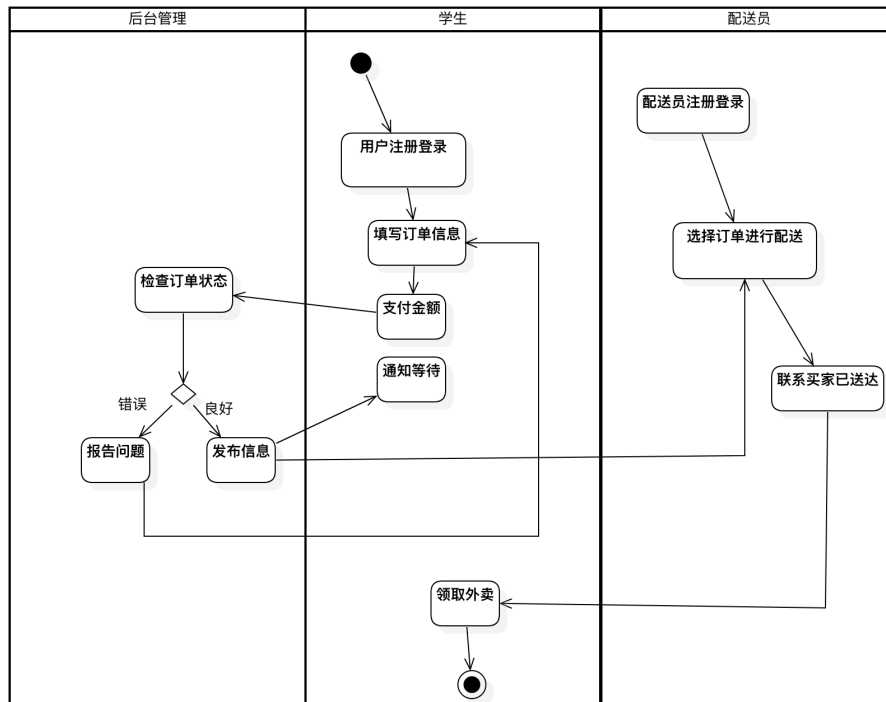 后台管理
学生
配送员
配送员注册登录
用户注册登录
填写订单信息
选择订单进行配送
检查订单状态
支付金额
通知等待
联系买家已送达
错误
良好
报告问题
发布信息
领取外卖